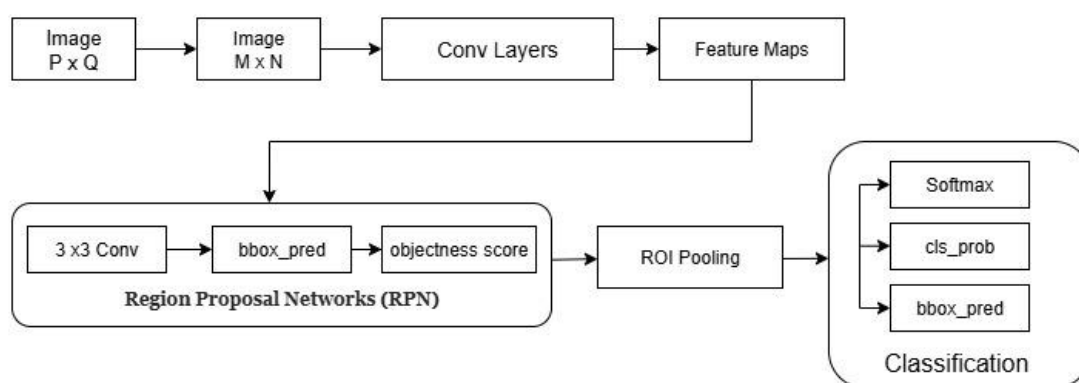 Image
P x Q
Image
M x N
Conv Layers
Feature Maps
3 x3 Conv
bbox_pred
objectness score
Region Proposal Networks (RPN)
ROI Pooling
Softmax
cls_prob
bbox_pred
Classification